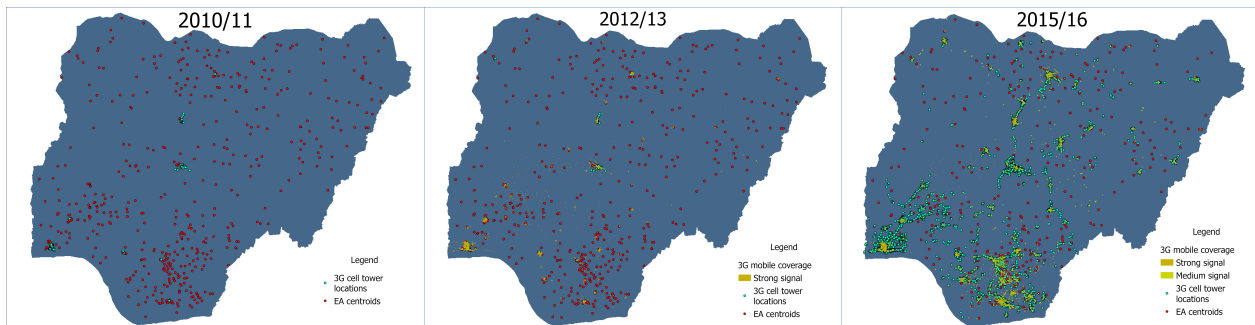 2010/11
Legend
3G cell tower
locations
EA centroids
2012/13
Legend
3G mobile coverage
Strong signal
3G cell tower
locations
EA centroids
2015/16
Legend
3G mobile coverage
Strong signal
Medium signal
3G cell tower
locations
EA centroids